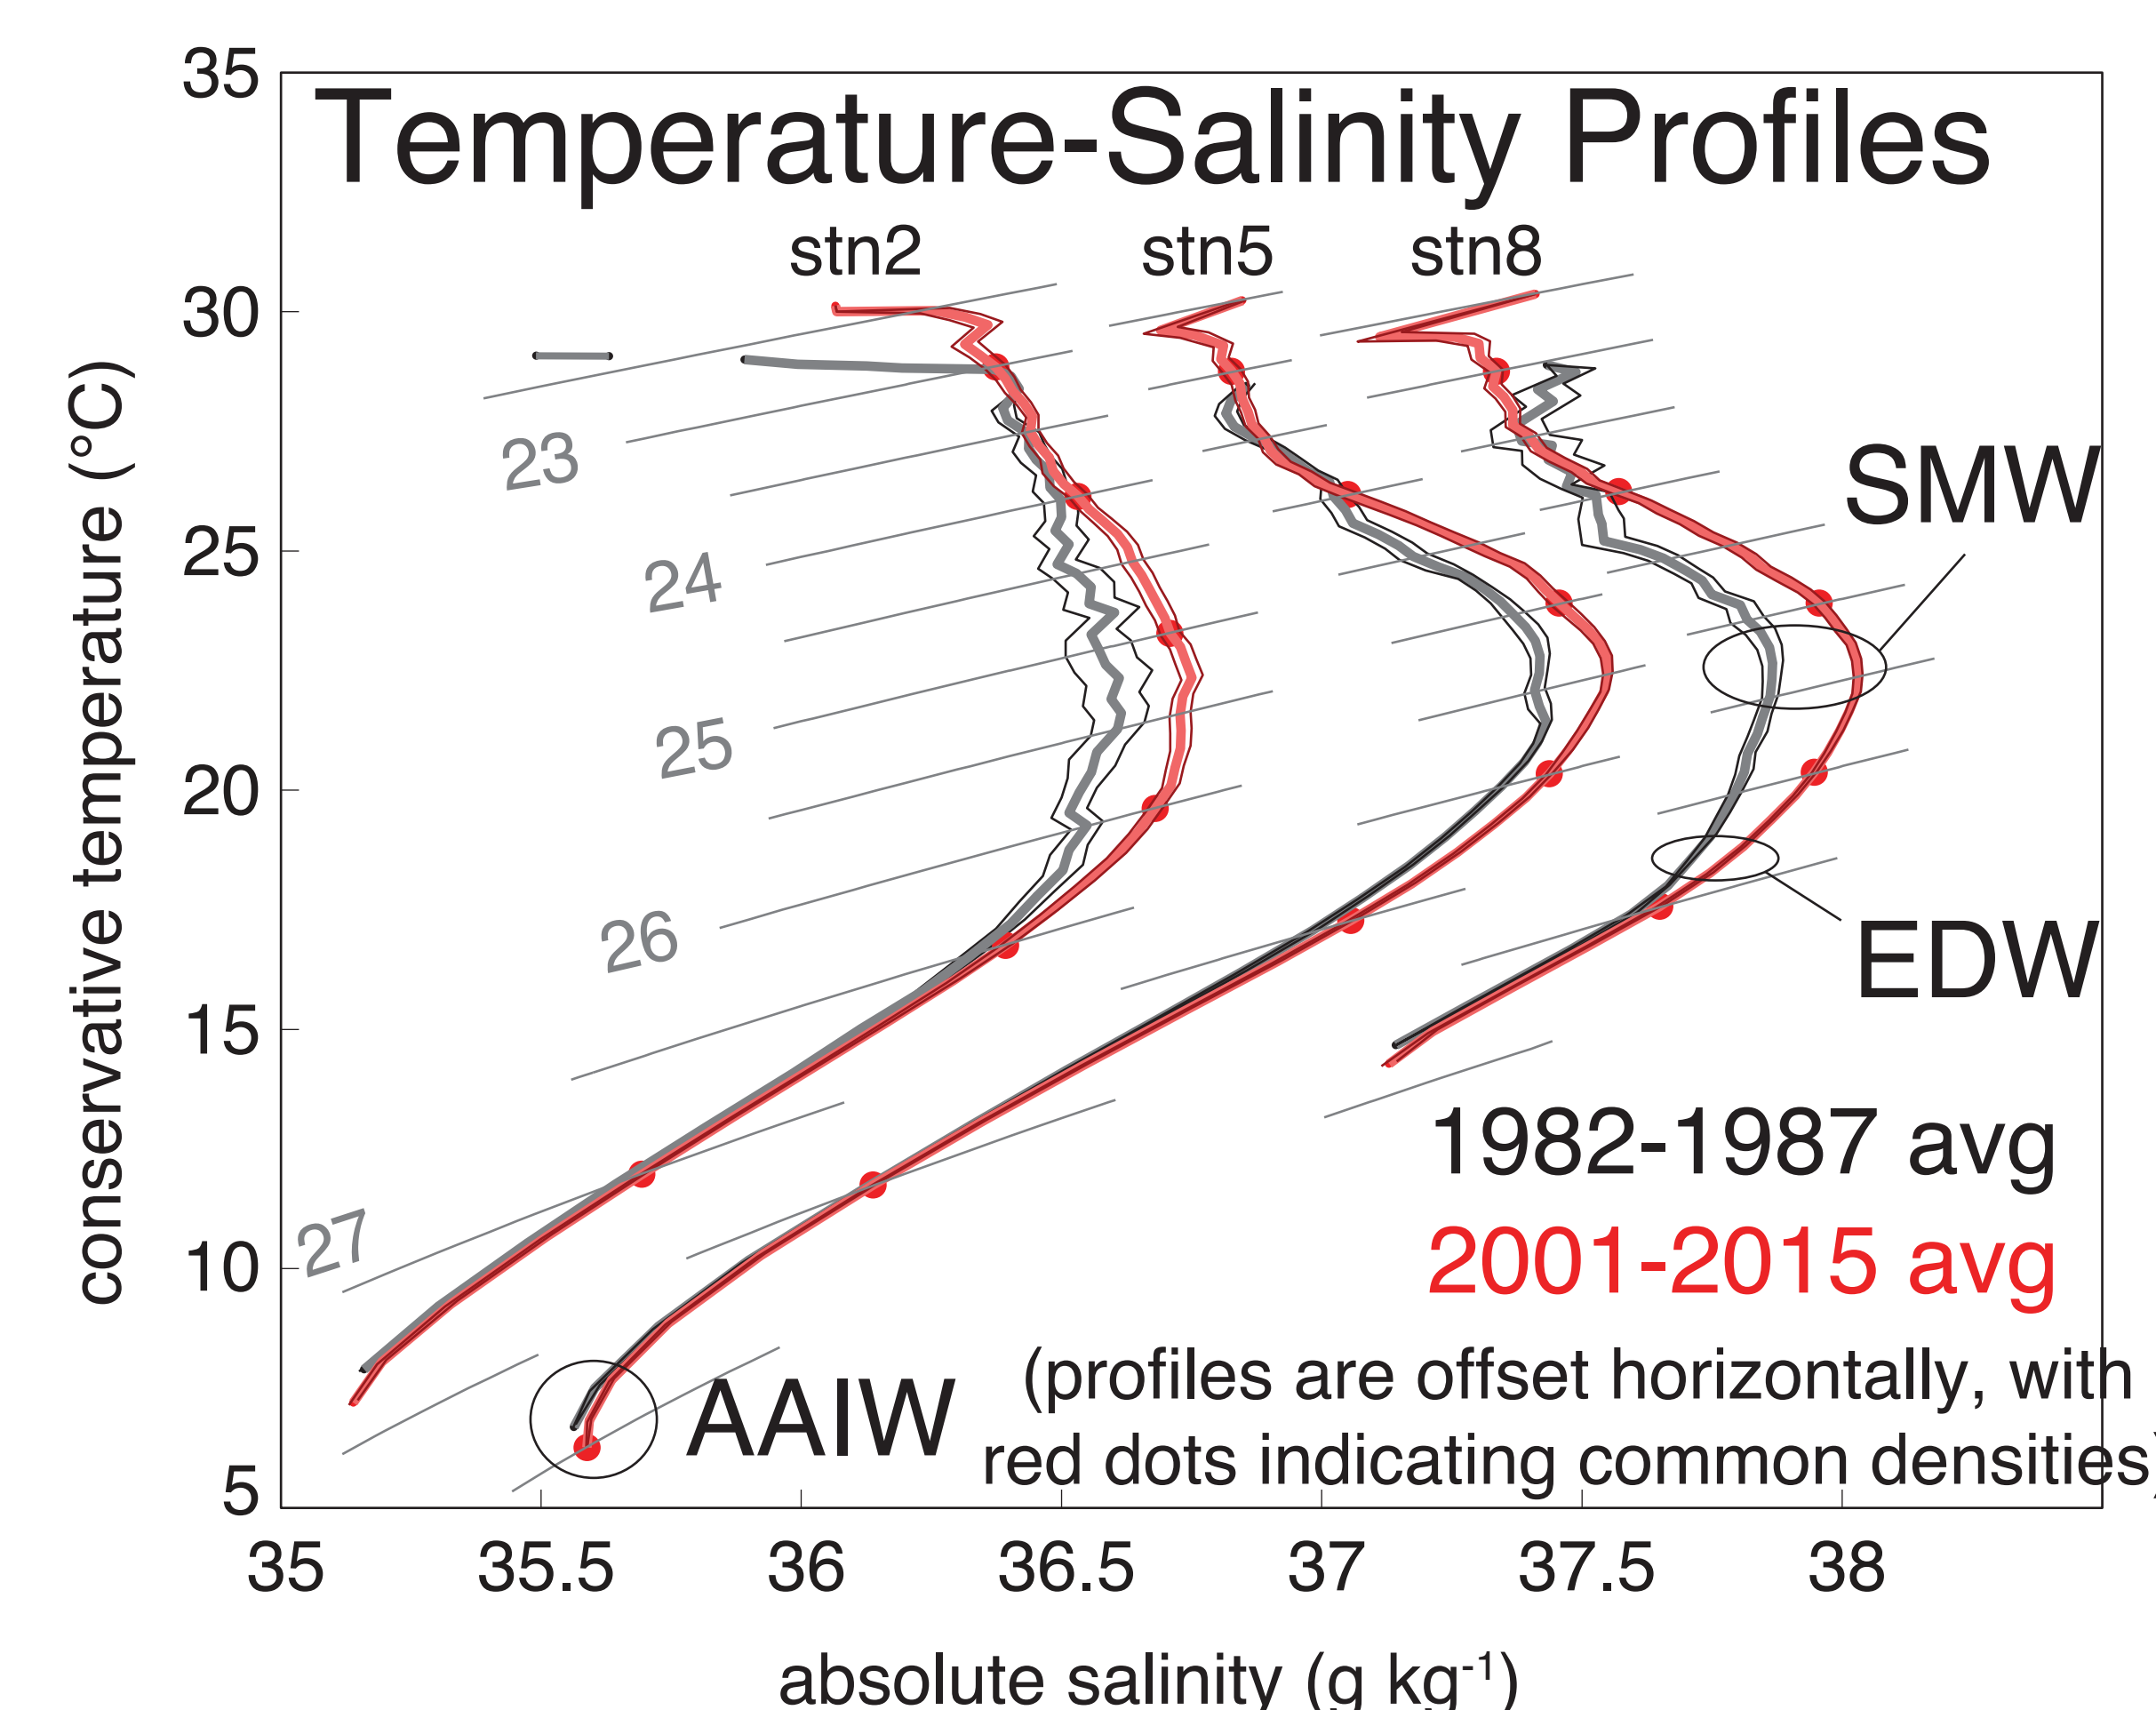 Temperature-Salinity Profiles
35
30
25
20
15
10
5
conservative temperature (°C)
stn2
stn5
stn8
23
24
25
26
27
SMW
EDW
AAIW
1982-1987 avg
2001-2015 avg
(profiles are offset horizontally, with
red dots indicating common densities)
35
35.5
36
36.5
37
37.5
38
absolute salinity (g kg⁻¹)